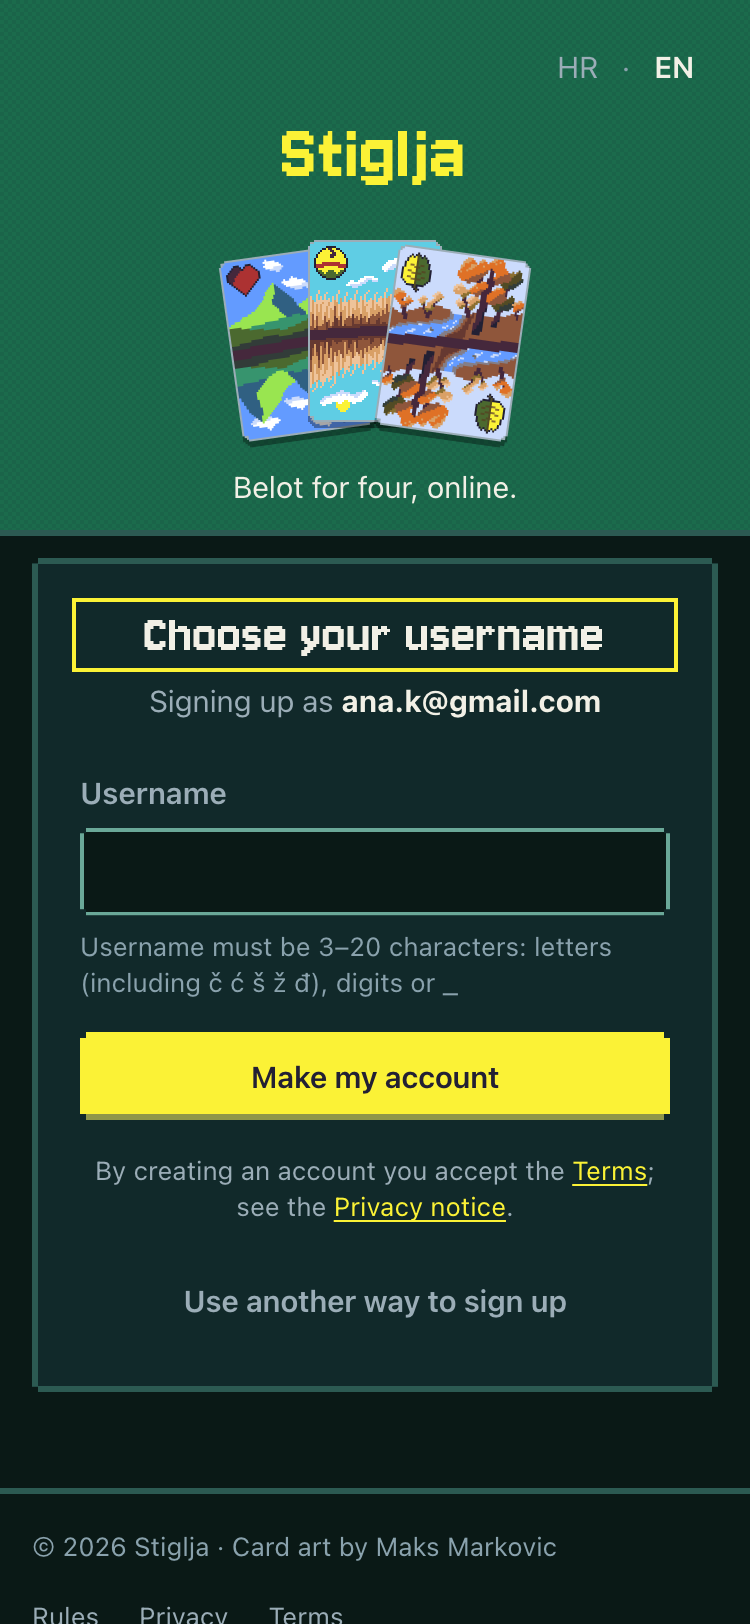 HR · EN
Stiglja
Belot for four, online.
Choose your username
Signing up as ana.k@gmail.com
Username
Username must be 3–20 characters: letters
(including č ć š ž đ), digits or _
Make my account
By creating an account you accept the Terms;
see the Privacy notice.
Use another way to sign up
© 2026 Stiglja · Card art by Maks Markovic
Rules Privacy Terms